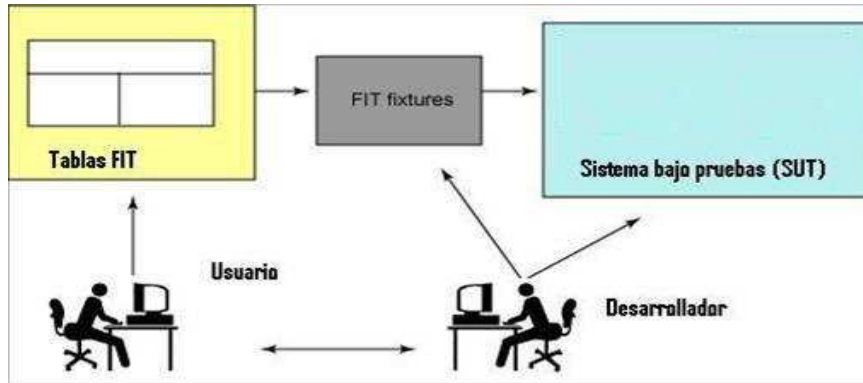 FIT fixtures
Tablas FIT
Sistema bajo pruebas (SUT)
Usuario
Desarrollador